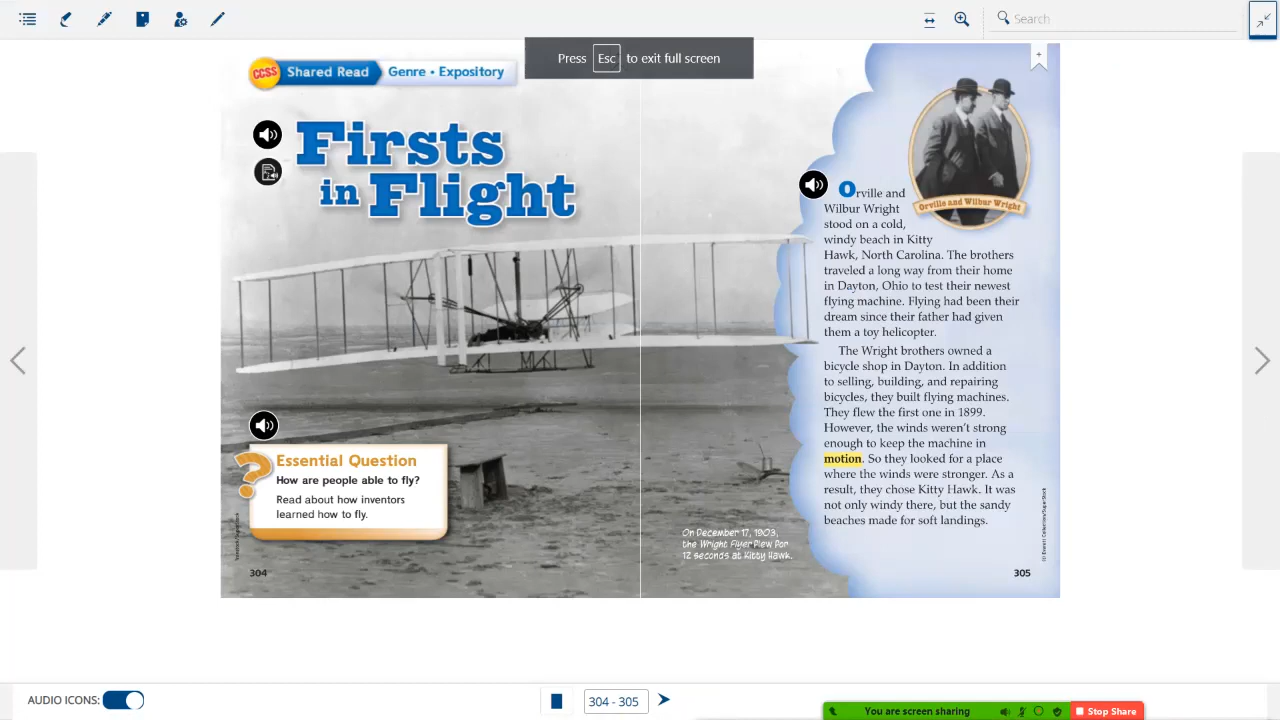 Search
Press Esc to exit full screen
CCSS Shared Read Genre • Expository
Firsts
in Flight
Orville and Wilbur Wright
Orville and
Wilbur Wright
stood on a cold,
windy beach in Kitty
Hawk, North Carolina. The brothers
traveled a long way from their home
in Dayton, Ohio to test their newest
flying machine. Flying had been their
dream since their father had given
them a toy helicopter.
The Wright brothers owned a
bicycle shop in Dayton. In addition
to selling, building, and repairing
bicycles, they built flying machines.
They flew the first one in 1899.
However, the winds weren't strong
enough to keep the machine in
motion. So they looked for a place
where the winds were stronger. As a
result, they chose Kitty Hawk. It was
not only windy there, but the sandy
beaches made for soft landings.
? Essential Question
How are people able to fly?
Read about how inventors
learned how to fly.
On December 17, 1903,
the Wright Flyer flew for
12 seconds at Kitty Hawk.
304
305
AUDIO ICONS:
304 - 305
You are screen sharing
Stop Share